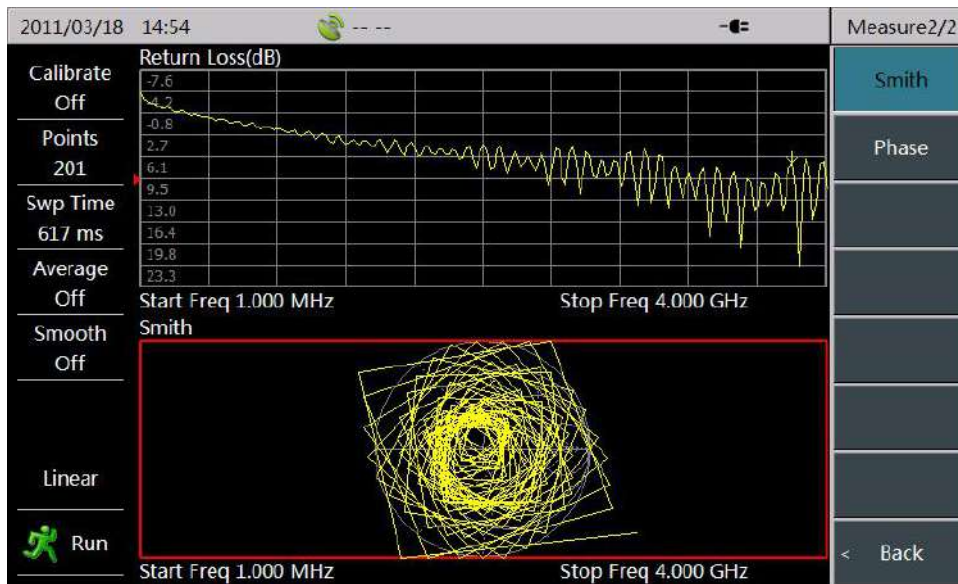 2011/03/18 14:54 -- -- Measure2/2
Calibrate
Off
Points
201
Swp Time
617 ms
Average
Off
Smooth
Off
Linear
Run
Return Loss(dB)
-7.6
-4.2
-0.8
2.7
6.1
9.5
13.0
16.4
19.8
23.3
Start Freq 1.000 MHz Stop Freq 4.000 GHz
Smith
Start Freq 1.000 MHz Stop Freq 4.000 GHz
Smith
Phase
< Back